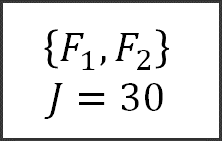 {F₁, F₂}
J = 30